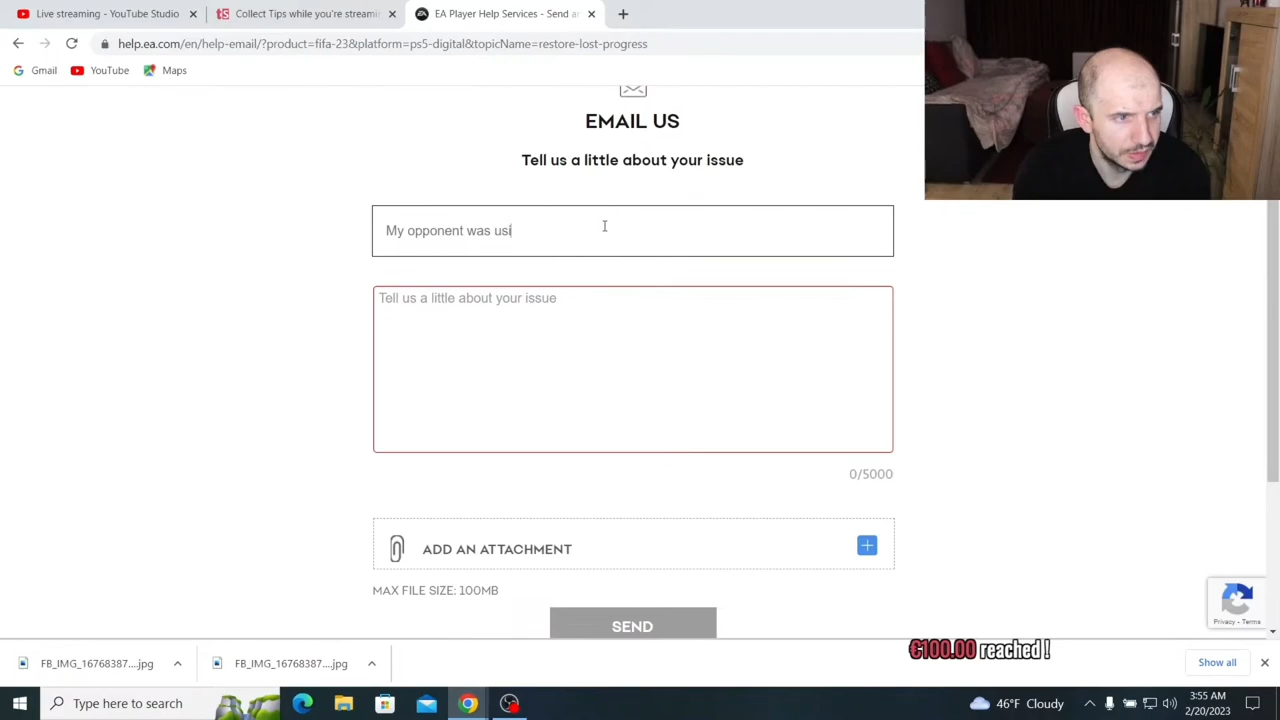 Live streaming - YouTube Studio
Collect Tips while you're streami
EA Player Help Services - Send a
help.ea.com/en/help-email/?product=fifa-23&platform=ps5-digital&topicName=restore-lost-progress
Gmail
YouTube
Maps
EMAIL US
Tell us a little about your issue
My opponent was usi
Tell us a little about your issue
0/5000
ADD AN ATTACHMENT
MAX FILE SIZE: 100MB
SEND
Privacy - Terms
€100.00 reached !
FB_IMG_16768387....jpg
FB_IMG_16768387....jpg
Show all
Type here to search
46°F Cloudy
3:55 AM
2/20/2023